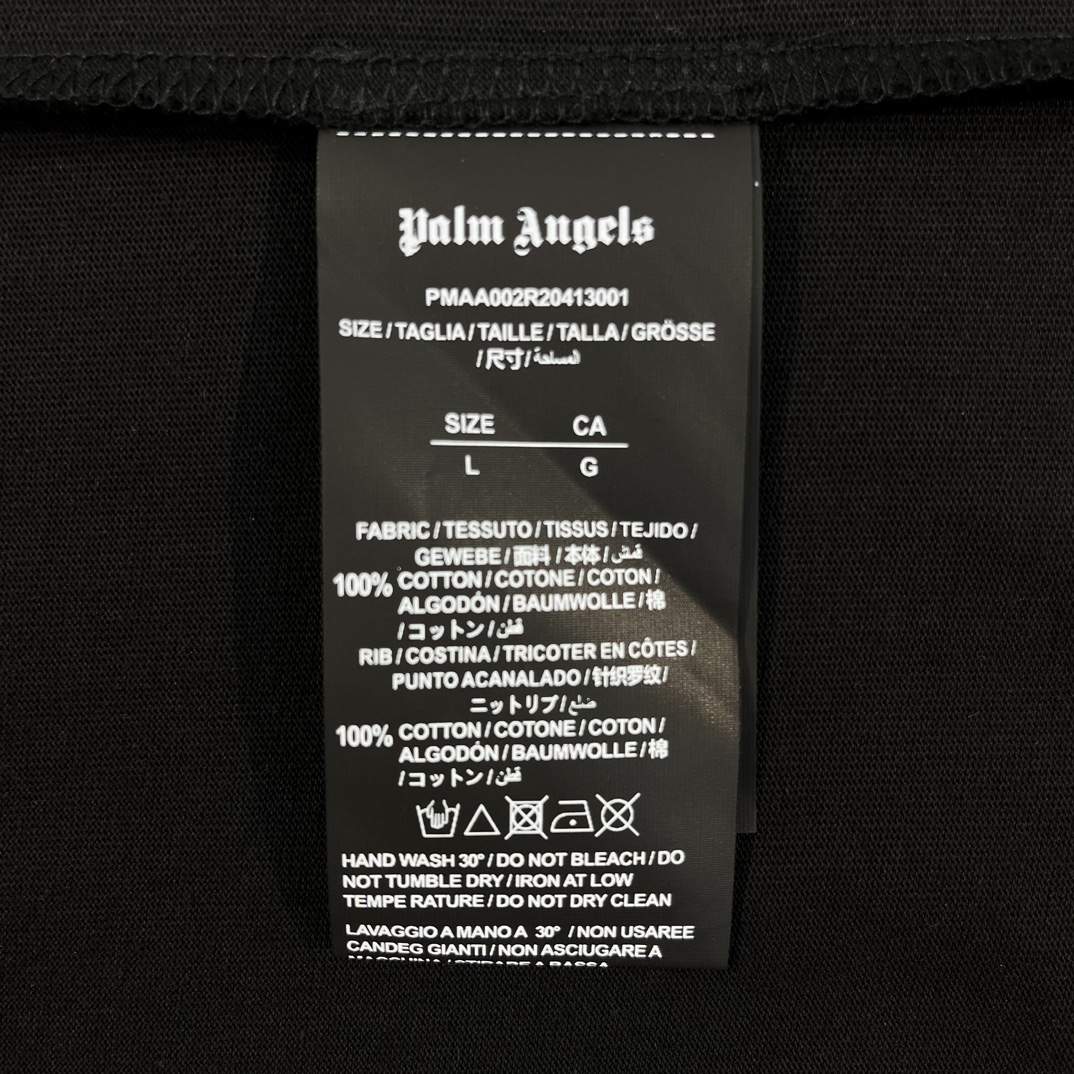 Palm Angels
PMAA002R20413001
SIZE / TAGLIA / TAILLE / TALLA / GRÖSSE
/ 尺寸 / المساحة
SIZE CA
L G
FABRIC / TESSUTO / TISSUS / TEJIDO /
GEWEBE / 面料 / 本体 /
100% COTTON / COTONE / COTON /
ALGODÓN / BAUMWOLLE / 棉
/ コットン / قطن
RIB / COSTINA / TRICOTER EN CÔTES /
PUNTO ACANALADO / 针织罗纹 /
ニットリブ / ضلع
100% COTTON / COTONE / COTON /
ALGODÓN / BAUMWOLLE / 棉
/ コットン / قطن
HAND WASH 30° / DO NOT BLEACH / DO
NOT TUMBLE DRY / IRON AT LOW
TEMPE RATURE / DO NOT DRY CLEAN
LAVAGGIO A MANO A 30° / NON USAREE
CANDEG GIANTI / NON ASCIUGARE A